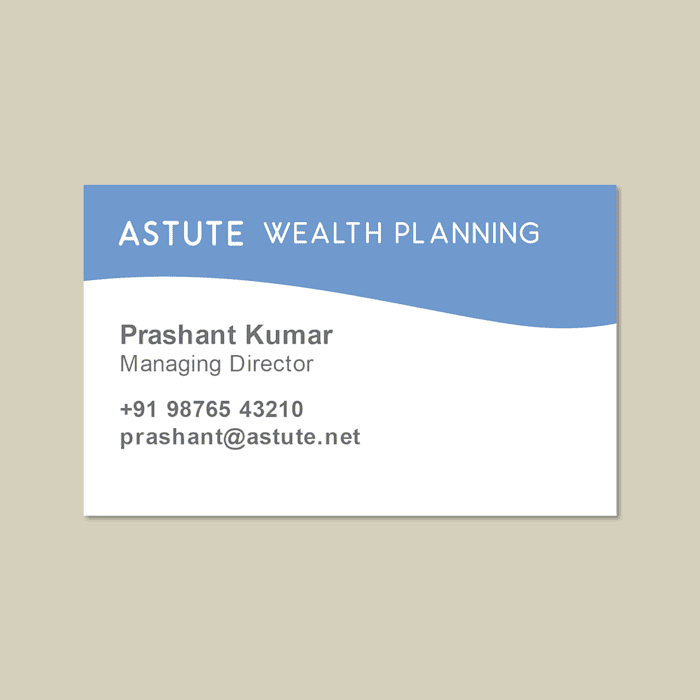 ASTUTE WEALTH PLANNING
Prashant Kumar
Managing Director
+91 98765 43210
prashant@astute.net